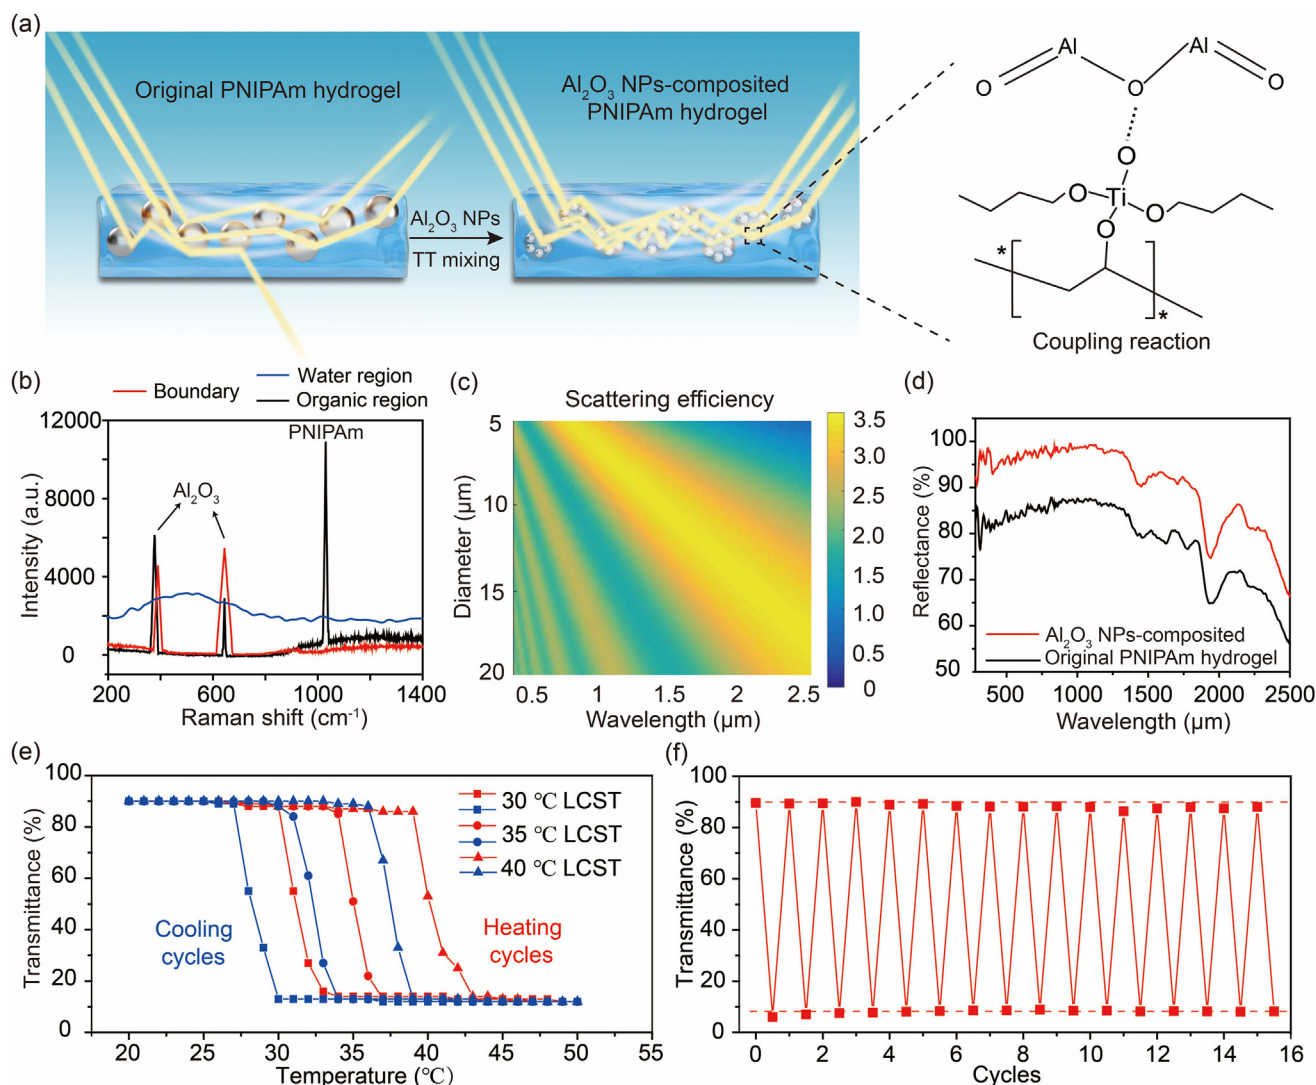 (a)
Original PNIPAm hydrogel
Al₂O₃ NPs-composited
PNIPAm hydrogel
Al₂O₃ NPs
TT mixing
Al Al
O O O
O
O Ti O
O
* *
Coupling reaction
(b)
Boundary
Water region
Organic region
PNIPAm
Al₂O₃
12000
8000
4000
0
Intensity (a.u.)
200 600 1000 1400
Raman shift (cm⁻¹)
(c)
Scattering efficiency
5
10
15
20
Diameter (μm)
0.5 1 1.5 2 2.5
Wavelength (μm)
3.5
3.0
2.5
2.0
1.5
1.0
0.5
0
(d)
100
90
80
70
60
50
Reflectance (%)
Al₂O₃ NPs-composited
Original PNIPAm hydrogel
500 1000 1500 2000 2500
Wavelength (μm)
(e)
100
80
60
40
20
0
Transmittance (%)
30 ℃ LCST
35 ℃ LCST
40 ℃ LCST
Cooling
cycles
Heating
cycles
20 25 30 35 40 45 50 55
Temperature (℃)
(f)
100
80
60
40
20
0
Transmittance (%)
0 2 4 6 8 10 12 14 16
Cycles